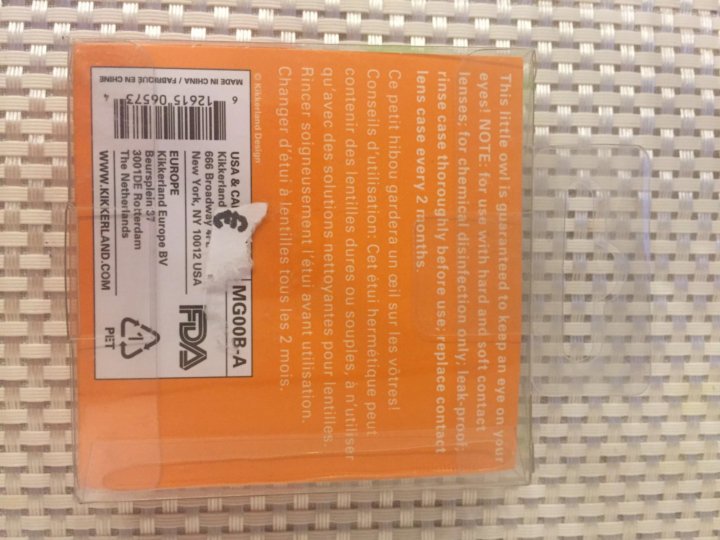 This little owl is guaranteed to keep an eye on your
eyes! NOTE: for use with hard and soft contact
lenses; for chemical disinfection only; leak-proof;
rinse case thoroughly before use; replace contact
lens case every 2 months.
Ce petit hibou gardera un œil sur les vôtres!
Conseils d'utilisation: Cet étui hermétique peut
contenir des lentilles dures ou souples, à n'utiliser
qu'avec des solutions nettoyantes pour lentilles.
Rincer soigneusement l'étui avant utilisation.
Changer d'étui à lentilles tous les 2 mois.
© Kikkerland Design
USA & CA
Kikkerland
666 Broadway
New York, NY 10012 USA
EUROPE
Kikkerland Europe BV
Beursplein 37
3001DE Rotterdam
The Netherlands
WWW.KIKKERLAND.COM
MG00B-A
FDA
1
PIET
6 12615 06573 4
MADE IN CHINA / FABRIQUÉ EN CHINE